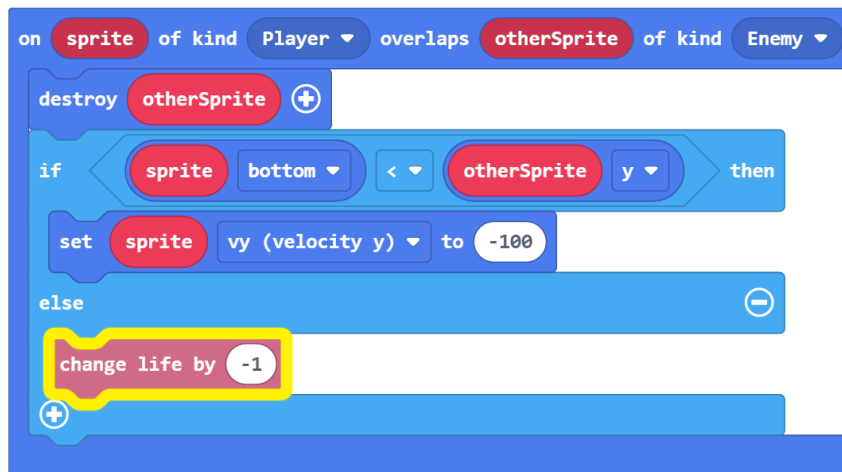 on sprite of kind Player overlaps otherSprite of kind Enemy
destroy otherSprite
if sprite bottom < otherSprite y then
set sprite vy (velocity y) to -100
else
change life by -1